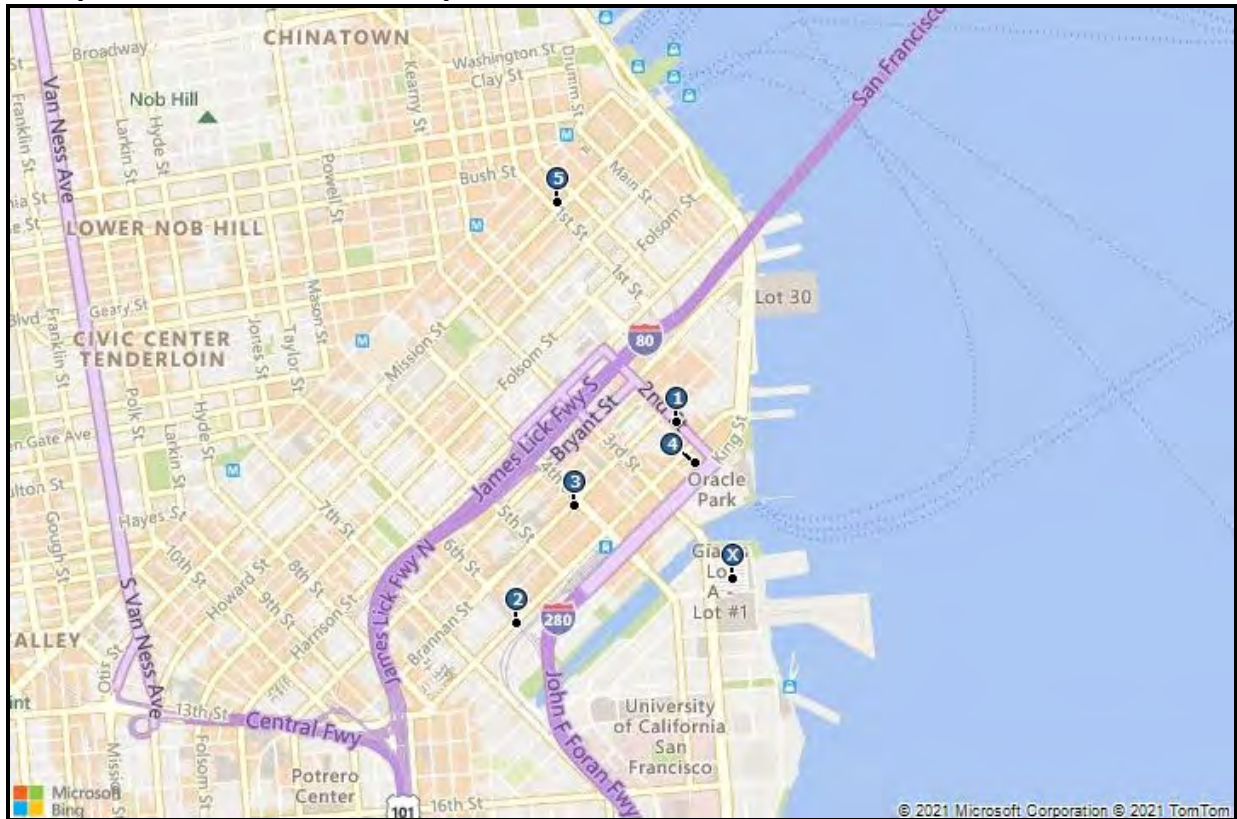 Broadway
CHINATOWN
Washington St
Clay St
Drumm St
Kearny St
San Francisco
Van Ness Ave
Franklin St
Larkin St
Hyde St
Nob Hill
Powell St
Bush St
Main St
Folsom St
5
1st St
LOWER NOB HILL
1st St
Lot 30
Geary St
Blvd
Franklin St
Mason St
CIVIC CENTER
TENDERLOIN
Jones St
Taylor St
Mission St
Folsom St
80
Polk St
Larkin St
Hyde St
James Lick Fwy S
Bryant St
2nd
1
King St
4
3rd St
4th
3
Oracle
Park
n Gate Ave
ulton St
Gough St
Hayes St
7th St
5th St
6th St
10th St
Howard St
8th St
9th St
Harrison St
Brannan St
James Lick Fwy N
X
Lot #1
2
280
S Van Ness Ave
ALLEY
Otis St
13th St
Central Fwy
John F Foran Fwy
University
of California
San
Francisco
Mission St
Folsom St
Potrero
Center
101
16th St
Microsoft
Bing
© 2021 Microsoft Corporation © 2021 TomTom